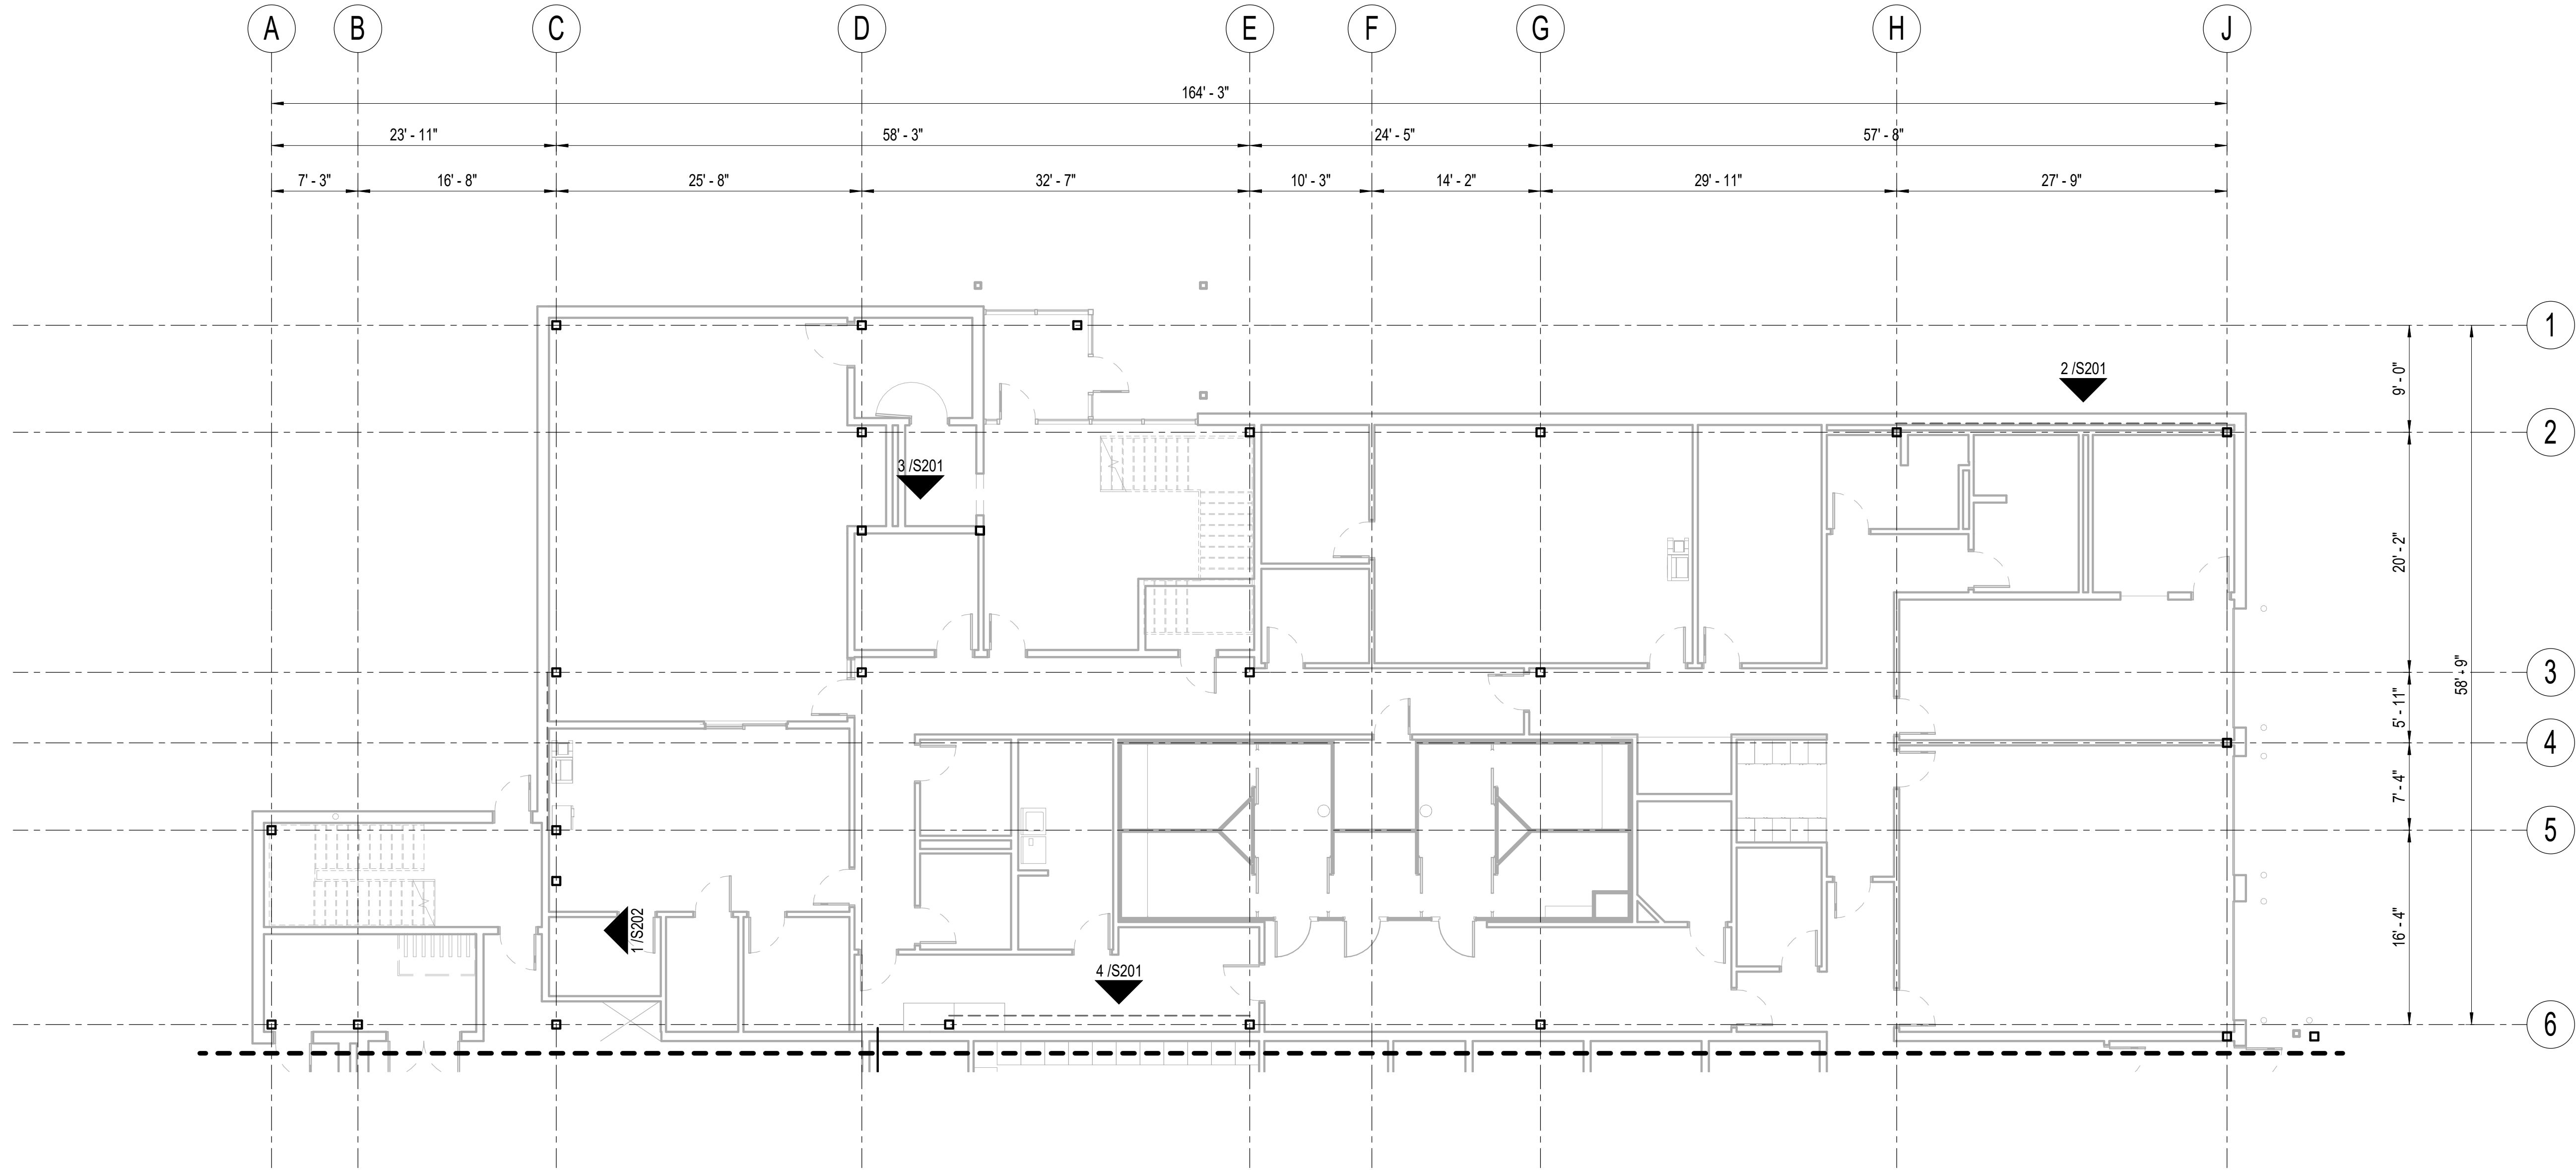 A B C D E F G H J
164' - 3"
23' - 11" 58' - 3" 24' - 5" 57' - 8"
7' - 3" 16' - 8" 25' - 8" 32' - 7" 10' - 3" 14' - 2" 29' - 11" 27' - 9"
1
9' - 0"
2 /S201
2
3 /S201
20' - 2"
3
58' - 9"
5' - 11"
4
7' - 4"
5
1 /S202
16' - 4"
4 /S201
6